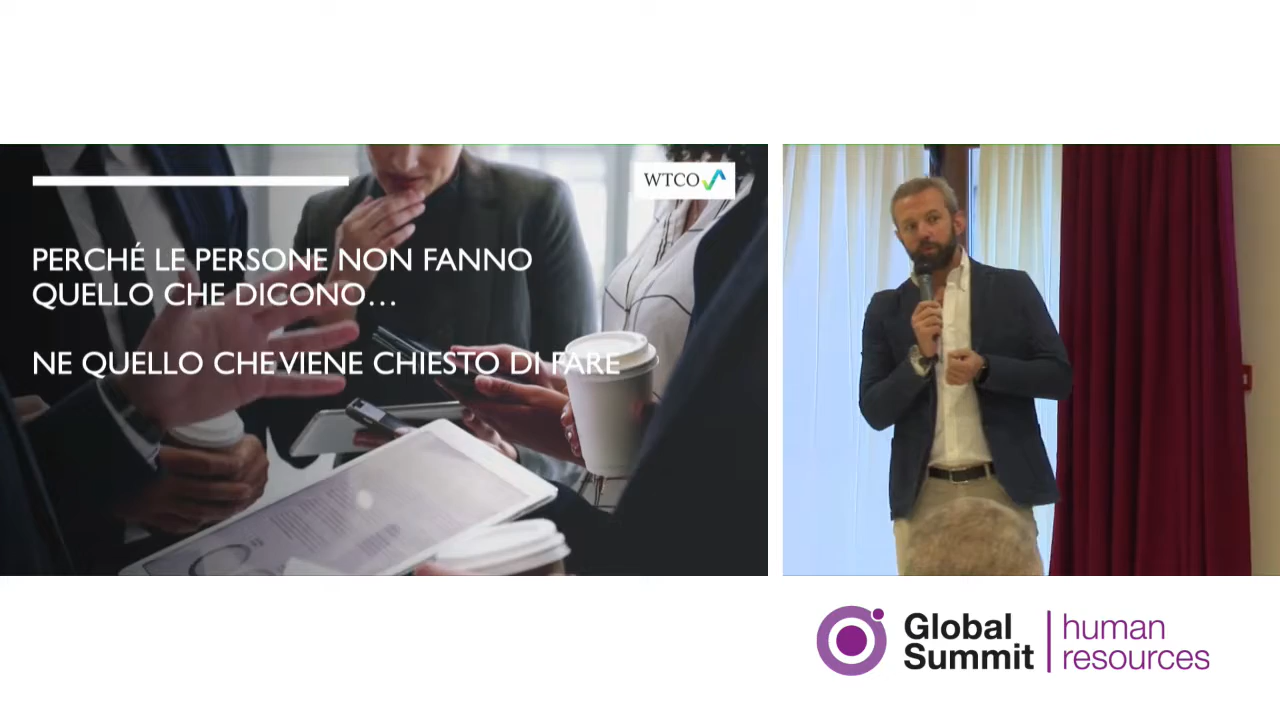 WTCO
PERCHÉ LE PERSONE NON FANNO
QUELLO CHE DICONO...
NE QUELLO CHE VIENE CHIESTO DI FARE
Global
Summit
human
resources